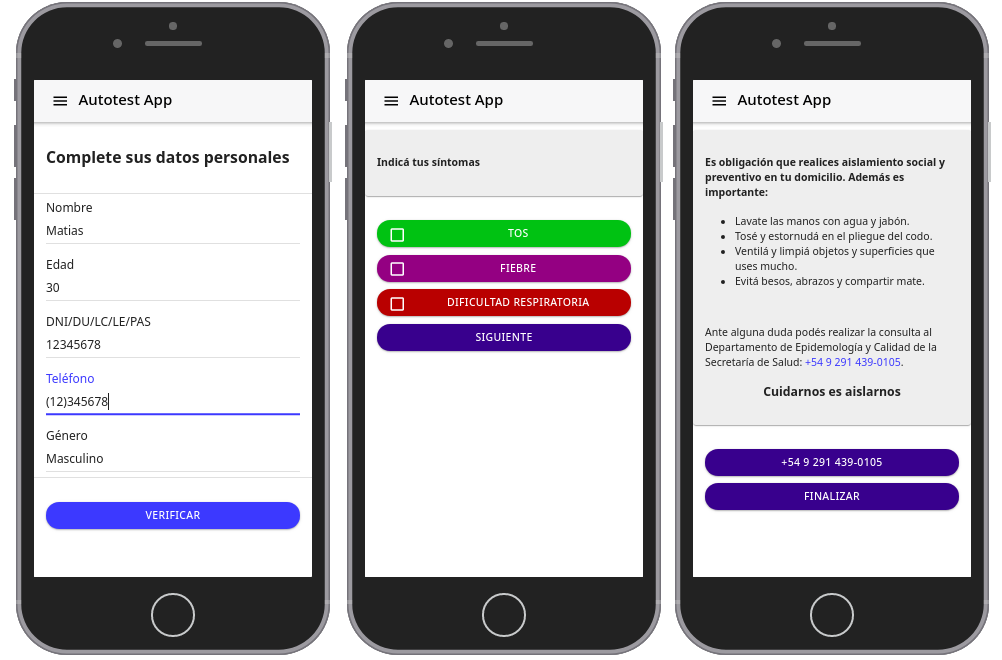 Autotest App
Complete sus datos personales
Nombre
Matias
Edad
30
DNI/DU/LC/LE/PAS
12345678
Teléfono
(12)345678
Género
Masculino
VERIFICAR
Autotest App
Indicá tus síntomas
TOS
FIEBRE
DIFICULTAD RESPIRATORIA
SIGUIENTE
Autotest App
Es obligación que realices aislamiento social y
preventivo en tu domicilio. Además es
importante:
• Lavate las manos con agua y jabón.
• Tosé y estornudá en el pliegue del codo.
• Ventilá y limpiá objetos y superficies que
uses mucho.
• Evitá besos, abrazos y compartir mate.
Ante alguna duda podés realizar la consulta al
Departamento de Epidemología y Calidad de la
Secretaría de Salud: +54 9 291 439-0105.
Cuidarnos es aislarnos
+54 9 291 439-0105
FINALIZAR